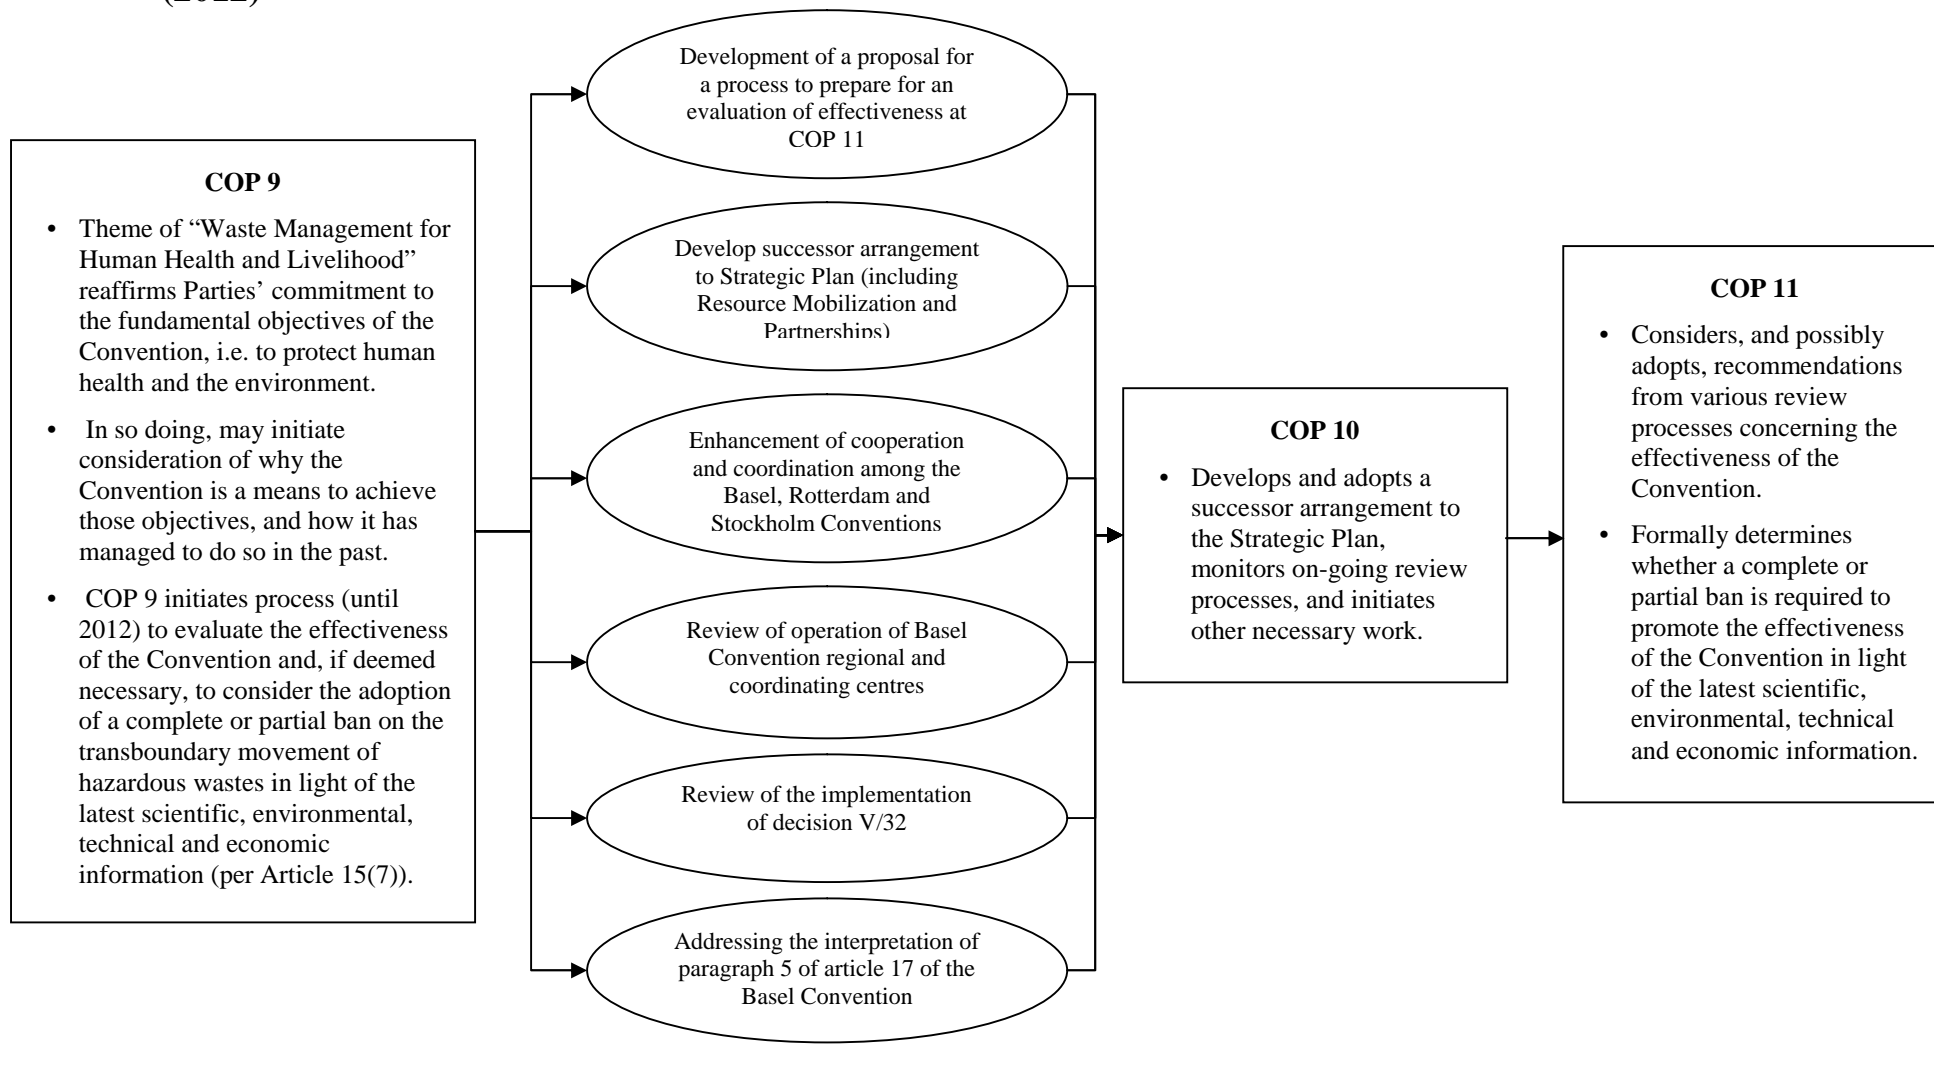 (2012)
Development of a proposal for
a process to prepare for an
evaluation of effectiveness at
COP 11
COP 9
• Theme of “Waste Management for
Human Health and Livelihood”
reaffirms Parties’ commitment to
the fundamental objectives of the
Convention, i.e. to protect human
health and the environment.
• In so doing, may initiate
consideration of why the
Convention is a means to achieve
those objectives, and how it has
managed to do so in the past.
• COP 9 initiates process (until
2012) to evaluate the effectiveness
of the Convention and, if deemed
necessary, to consider the adoption
of a complete or partial ban on the
transboundary movement of
hazardous wastes in light of the
latest scientific, environmental,
technical and economic
information (per Article 15(7)).
Develop successor arrangement
to Strategic Plan (including
Resource Mobilization and
Partnerships)
Enhancement of cooperation
and coordination among the
Basel, Rotterdam and
Stockholm Conventions
Review of operation of Basel
Convention regional and
coordinating centres
Review of the implementation
of decision V/32
Addressing the interpretation of
paragraph 5 of article 17 of the
Basel Convention
COP 10
• Develops and adopts a
successor arrangement to
the Strategic Plan,
monitors on-going review
processes, and initiates
other necessary work.
COP 11
• Considers, and possibly
adopts, recommendations
from various review
processes concerning the
effectiveness of the
Convention.
• Formally determines
whether a complete or
partial ban is required to
promote the effectiveness
of the Convention in light
of the latest scientific,
environmental, technical
and economic information.